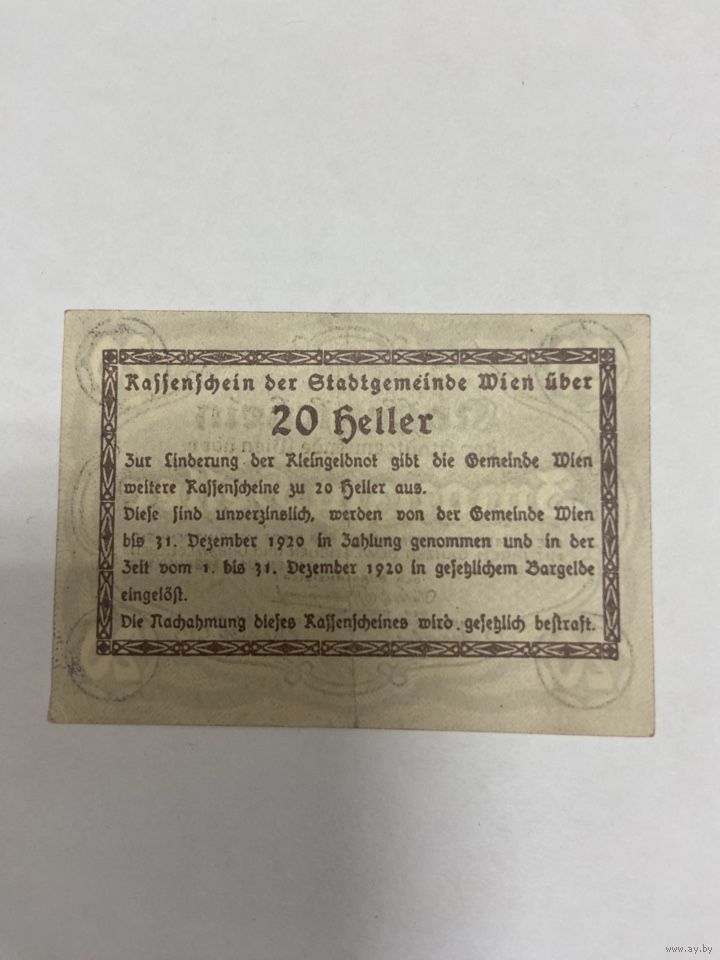 Kassenschein der Stadtgemeinde Wien über
20 Heller
Zur Linderung der Kleingeldnot gibt die Gemeinde Wien
weitere Kassenscheine zu 20 Heller aus.
Diese sind unverzinslich, werden von der Gemeinde Wien
bis 31. Dezember 1920 in Zahlung genommen und in der
Zeit vom 1. bis 31. Dezember 1920 in gesetzlichem Bargelde
eingelöst.
Die Nachahmung dieses Kassenscheines wird gesetzlich bestraft.
www.ay.by